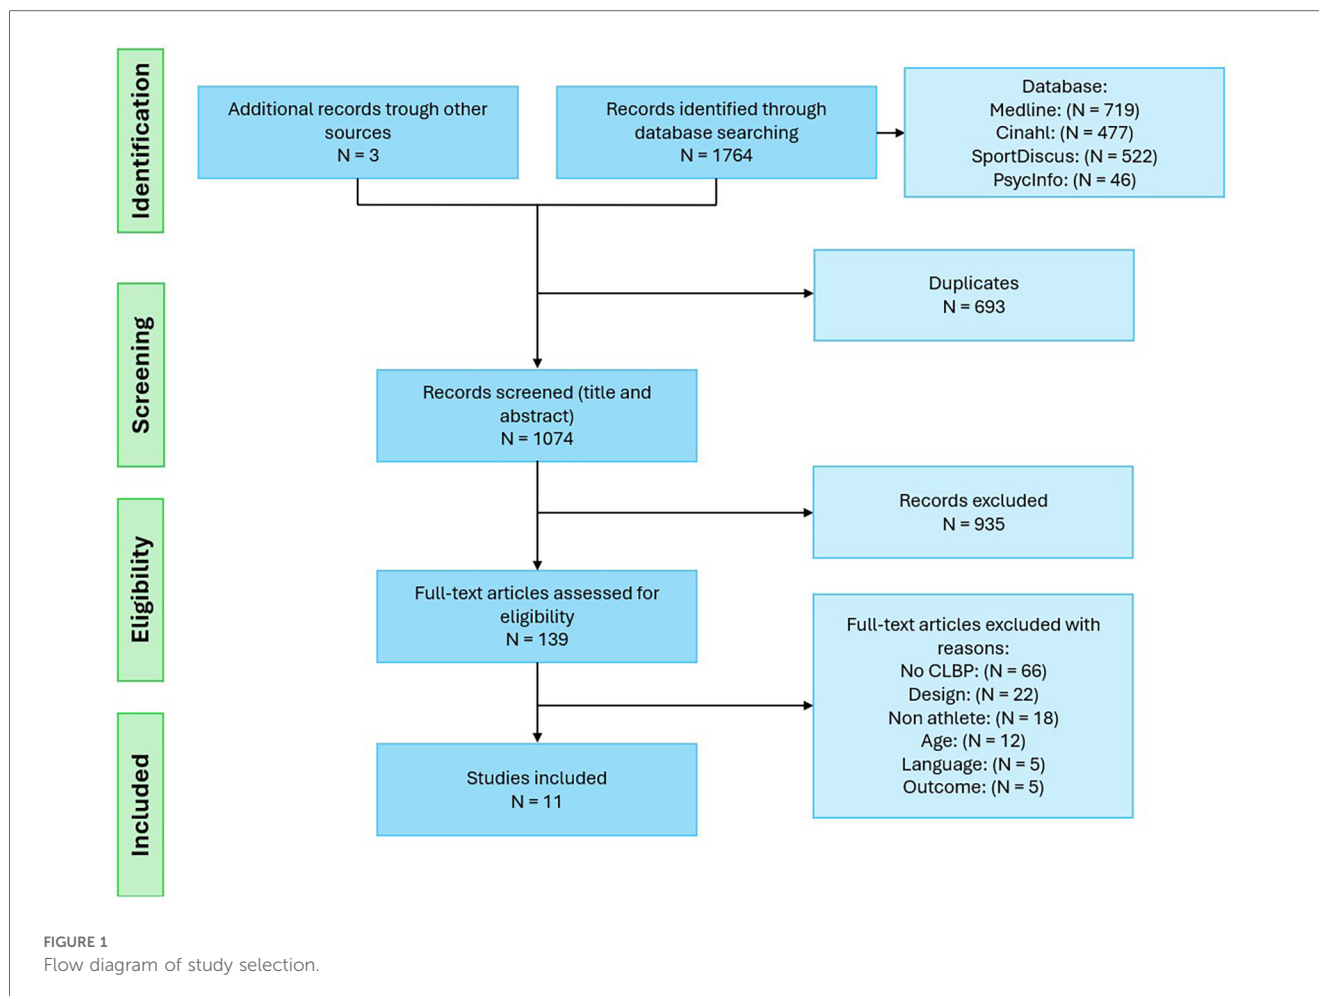 Identification
Additional records trough other
sources
N = 3
Records identified through
database searching
N = 1764
Database:
Medline: (N = 719)
Cinahl: (N = 477)
SportDiscus: (N = 522)
PsycInfo: (N = 46)
Screening
Duplicates
N = 693
Records screened (title and
abstract)
N = 1074
Eligibility
Records excluded
N = 935
Full-text articles assessed for
eligibility
N = 139
Full-text articles excluded with
reasons:
No CLBP: (N = 66)
Design: (N = 22)
Non athlete: (N = 18)
Age: (N = 12)
Language: (N = 5)
Outcome: (N = 5)
Included
Studies included
N = 11
FIGURE 1
Flow diagram of study selection.